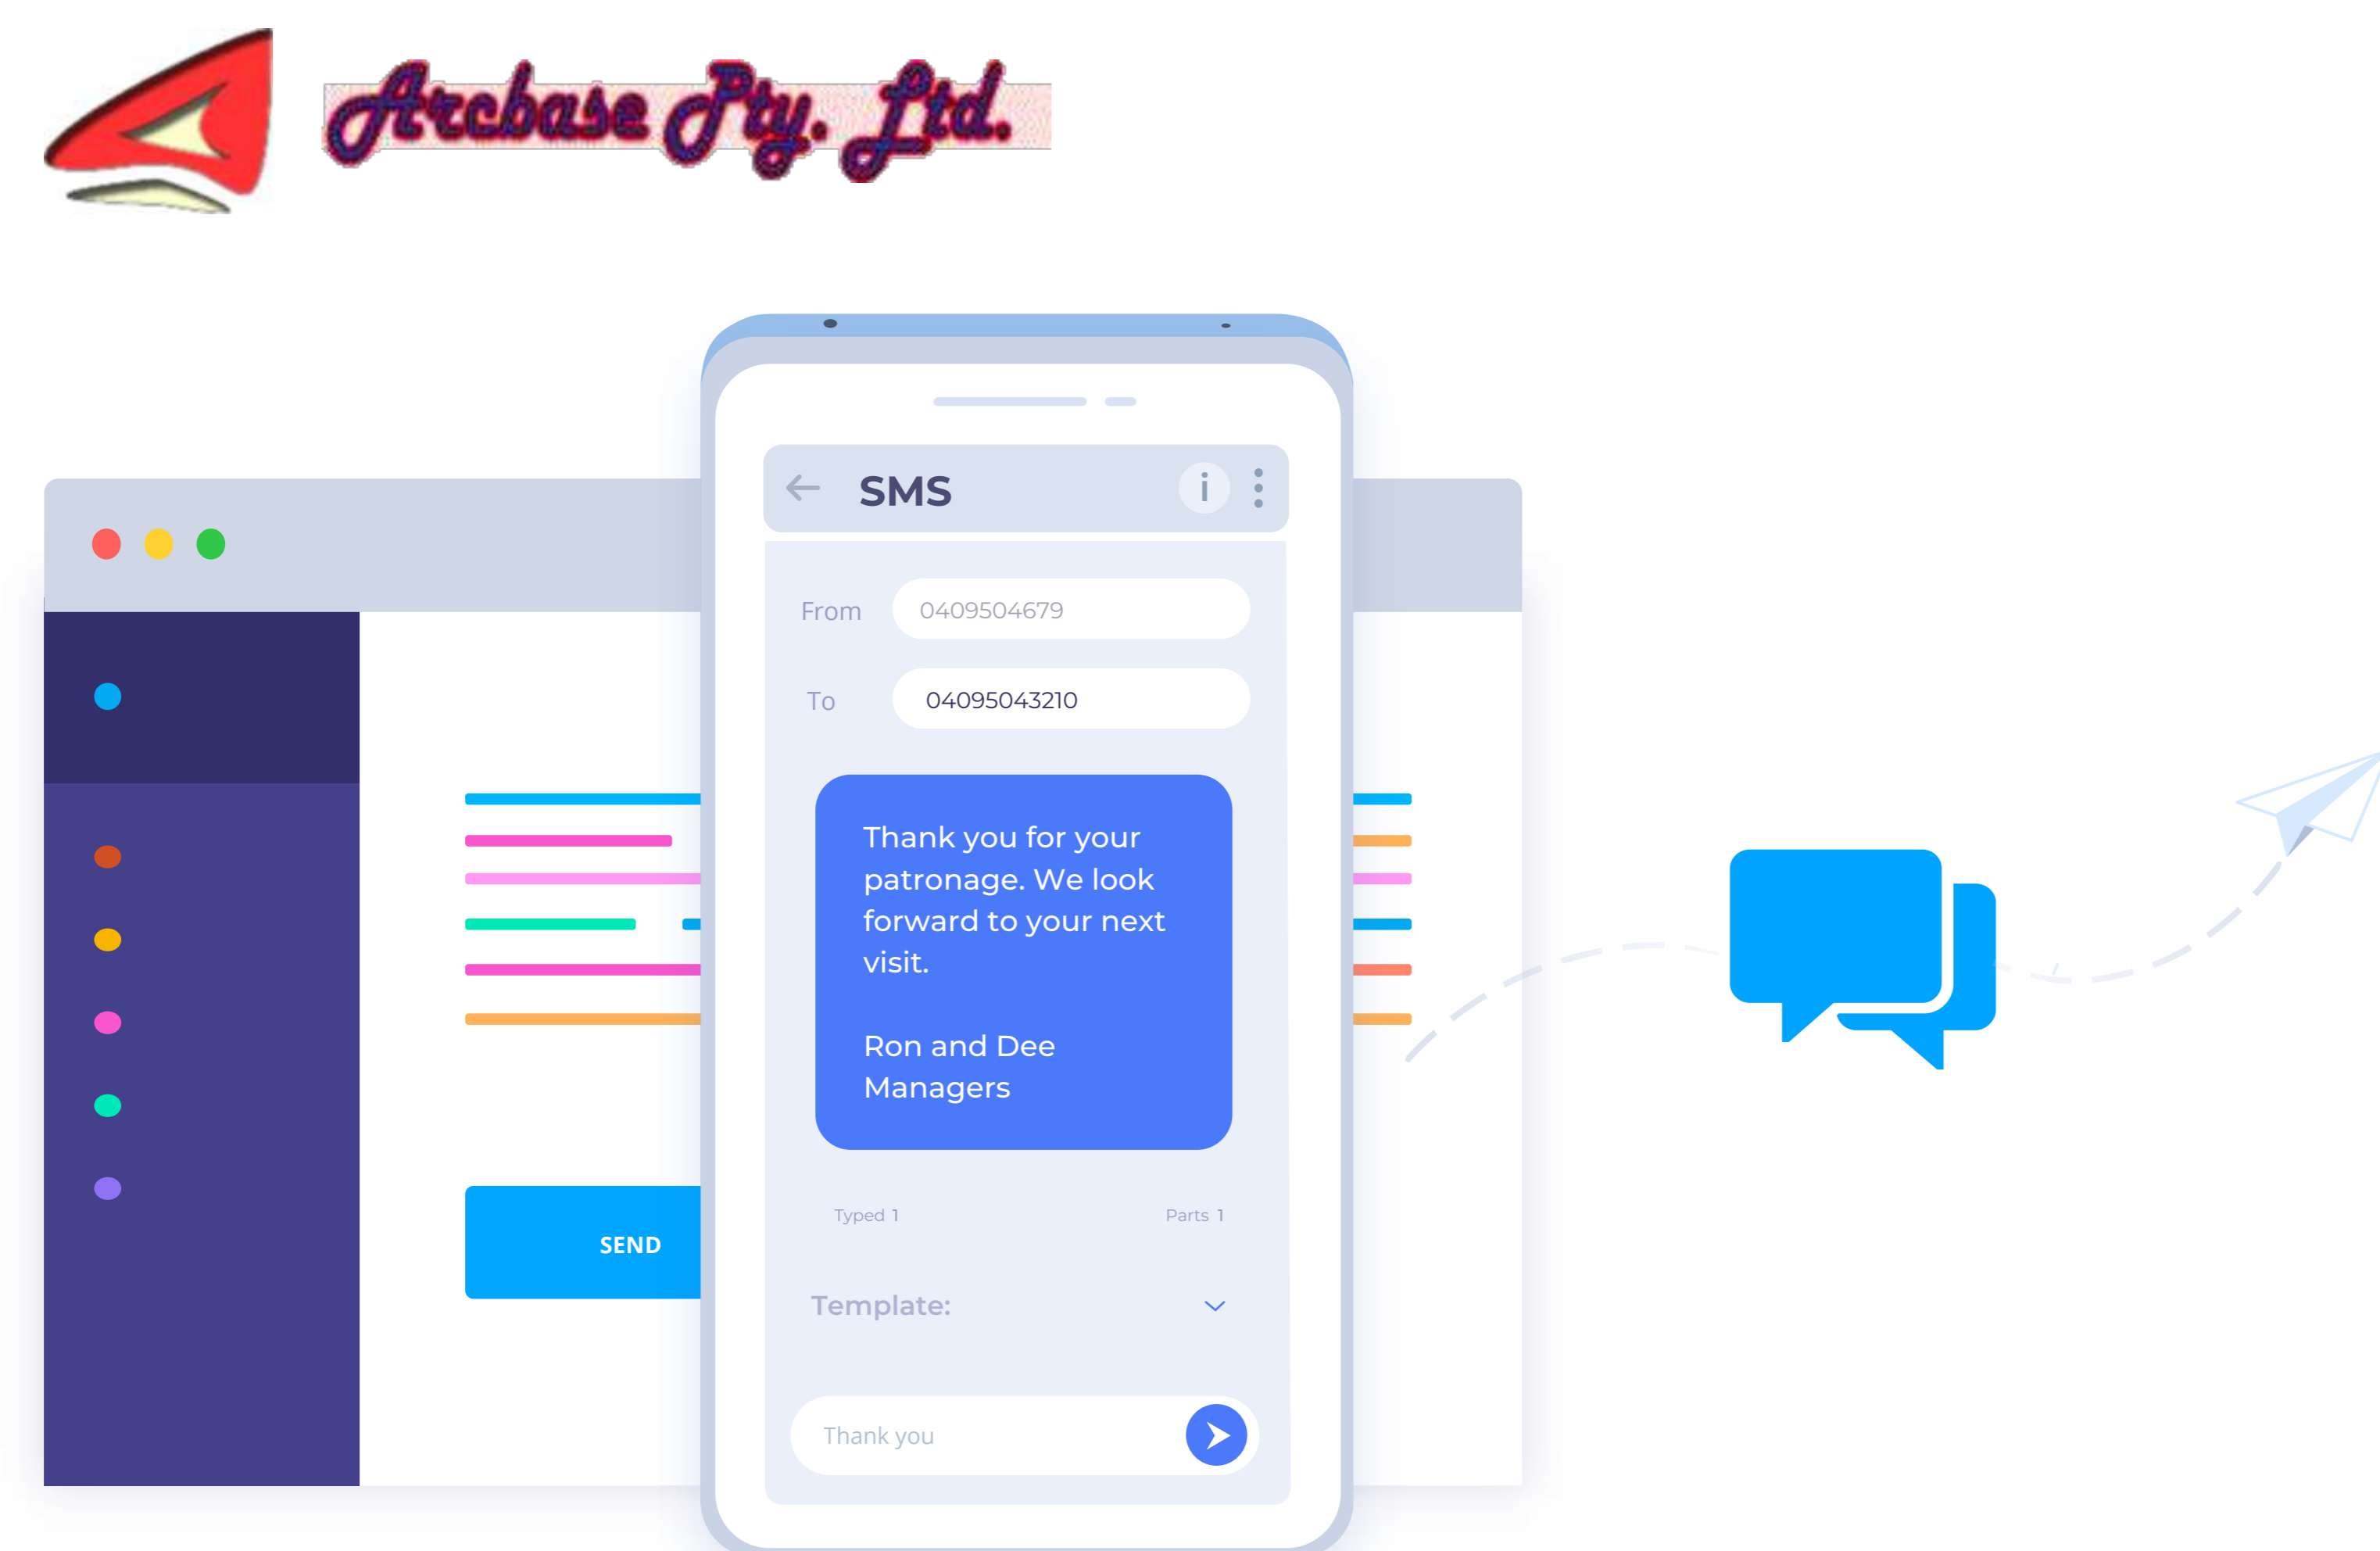 Arcbase Pty. Ltd.
SMS
i
From 0409504679
To 04095043210
Thank you for your
patronage. We look
forward to your next
visit.
Ron and Dee
Managers
Typed 1 Parts 1
SEND
Template:
Thank you